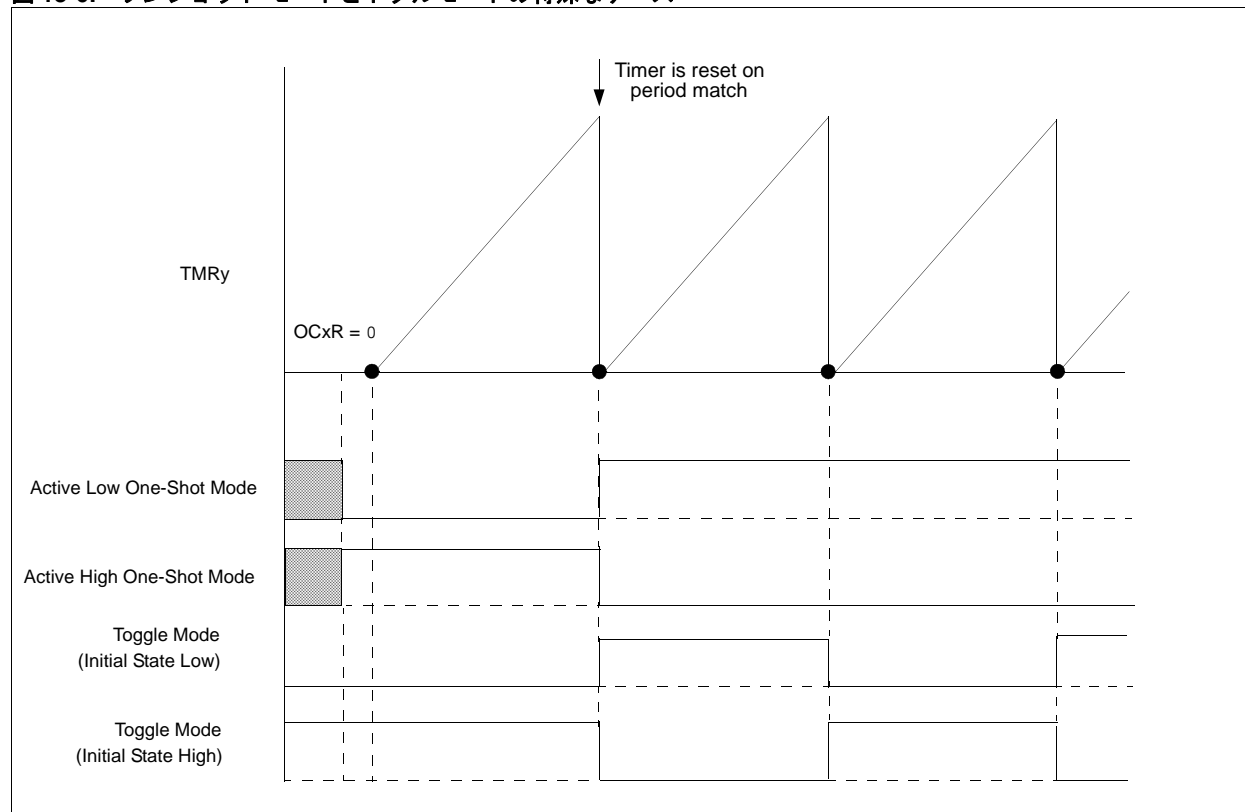 Timer is reset on
period match
TMRy
OCxR = 0
Active Low One-Shot Mode
Active High One-Shot Mode
Toggle Mode
(Initial State Low)
Toggle Mode
(Initial State High)